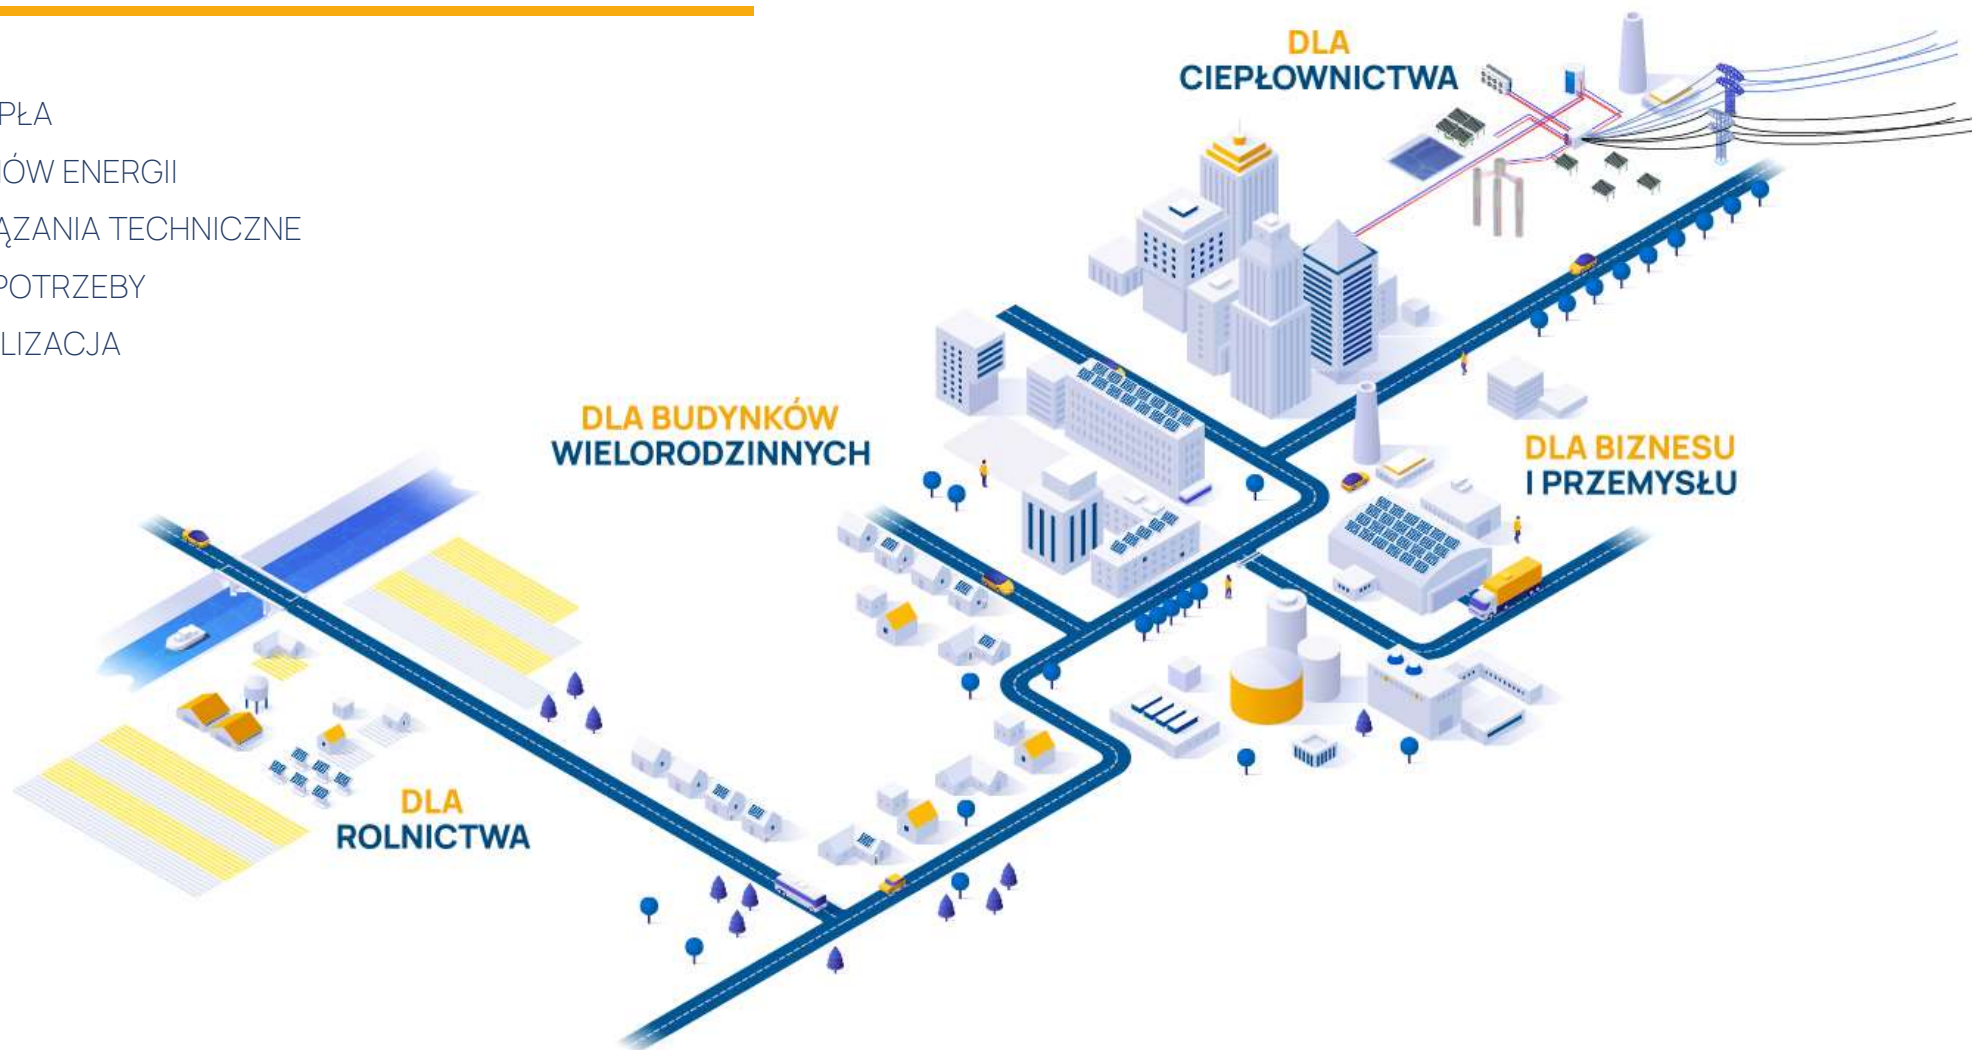 PŁA
ÓW ENERGII
ĄZANIA TECHNICZNE
POTRZEBY
LIZACJA
DLA
CIEPŁOWNICTWA
DLA BUDYNKÓW
WIELORODZINNYCH
DLA BIZNESU
I PRZEMYSŁU
DLA
ROLNICTWA